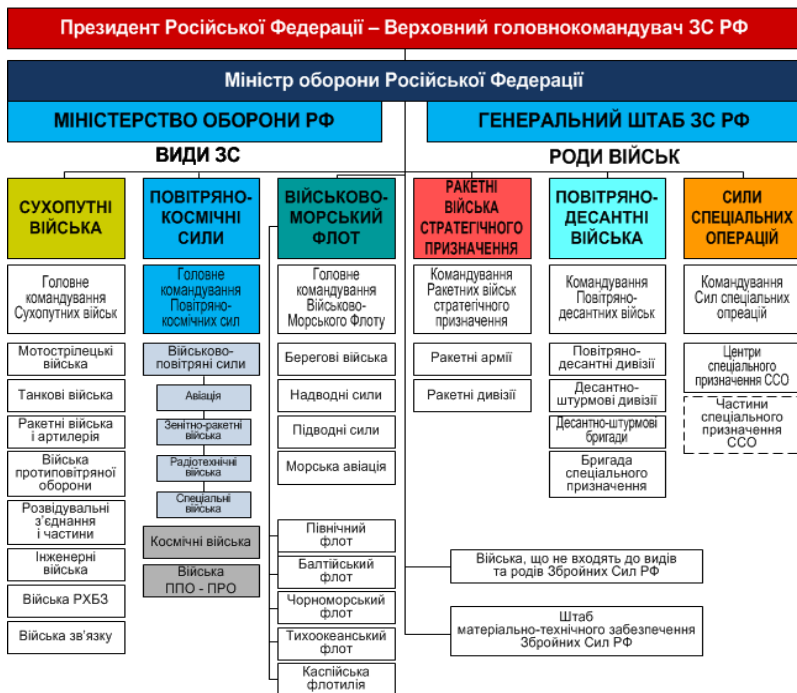 Президент Російської Федерації – Верховний головнокомандувач ЗС РФ
Міністр оборони Російської Федерації
МІНІСТЕРСТВО ОБОРОНИ РФ
ГЕНЕРАЛЬНИЙ ШТАБ ЗС РФ
ВИДИ ЗС
РОДИ ВІЙСЬК
СУХОПУТНІ
ВІЙСЬКА
Головне
командування
Сухопутних військ
Мотострілецькі
війська
Танкові війська
Ракетні війська
і артилерія
Війська
протиповітряної
оборони
Розвідувальні
з’єднання
і частини
Інженерні
війська
Війська РХБЗ
Війська зв’язку
ПОВІТРЯНО-
КОСМІЧНІ
СИЛИ
Головне
командування
Повітряно-
космічних сил
Військово-
повітряні сили
Авіація
Зенітно-ракетні
війська
Радіотехнічні
війська
Спеціальні
війська
Космічні війська
Війська
ППО - ПРО
ВІЙСЬКОВО-
МОРСЬКИЙ
ФЛОТ
Головне
командування
Військово-
Морського Флоту
Берегові війська
Надводні сили
Підводні сили
Морська авіація
Північний
флот
Балтійський
флот
Чорноморський
флот
Тихоокеанський
флот
Каспійська
флотилія
РАКЕТНІ
ВІЙСЬКА
СТРАТЕГІЧНОГО
ПРИЗНАЧЕННЯ
Командування
Ракетних військ
стратегічного
призначення
Ракетні армії
Ракетні дивізії
ПОВІТРЯНО-
ДЕСАНТНІ
ВІЙСЬКА
Командування
Повітряно-
десантних військ
Повітряно-
десантні дивізії
Десантно-
штурмові дивізії
Десантно-штурмові
бригади
Бригада
спеціального
призначення
СИЛИ
СПЕЦІАЛЬНИХ
ОПЕРАЦІЙ
Командування
Сил спеціальних
опреацій
Центри
спеціального
призначення ССО
Частини
спеціального
призначення
ССО
Війська, що не входять до видів
та родів Збройних Сил РФ
Штаб
матеріально-технічного забезпечення
Збройних Сил РФ